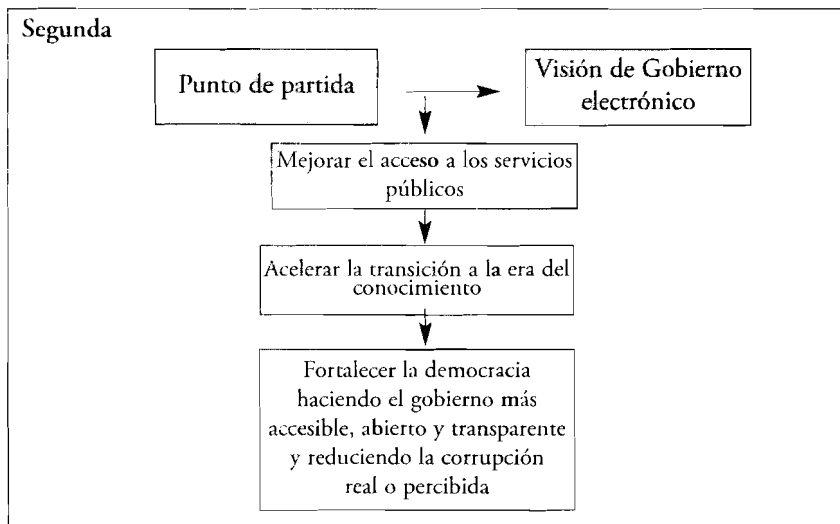 Segunda
Punto de partida
Visión de Gobierno
electrónico
Mejorar el acceso a los servicios
públicos
Acelerar la transición a la era del
conocimiento
Fortalecer la democracia
haciendo el gobierno más
accesible, abierto y transparente
y reduciendo la corrupción
real o percibida